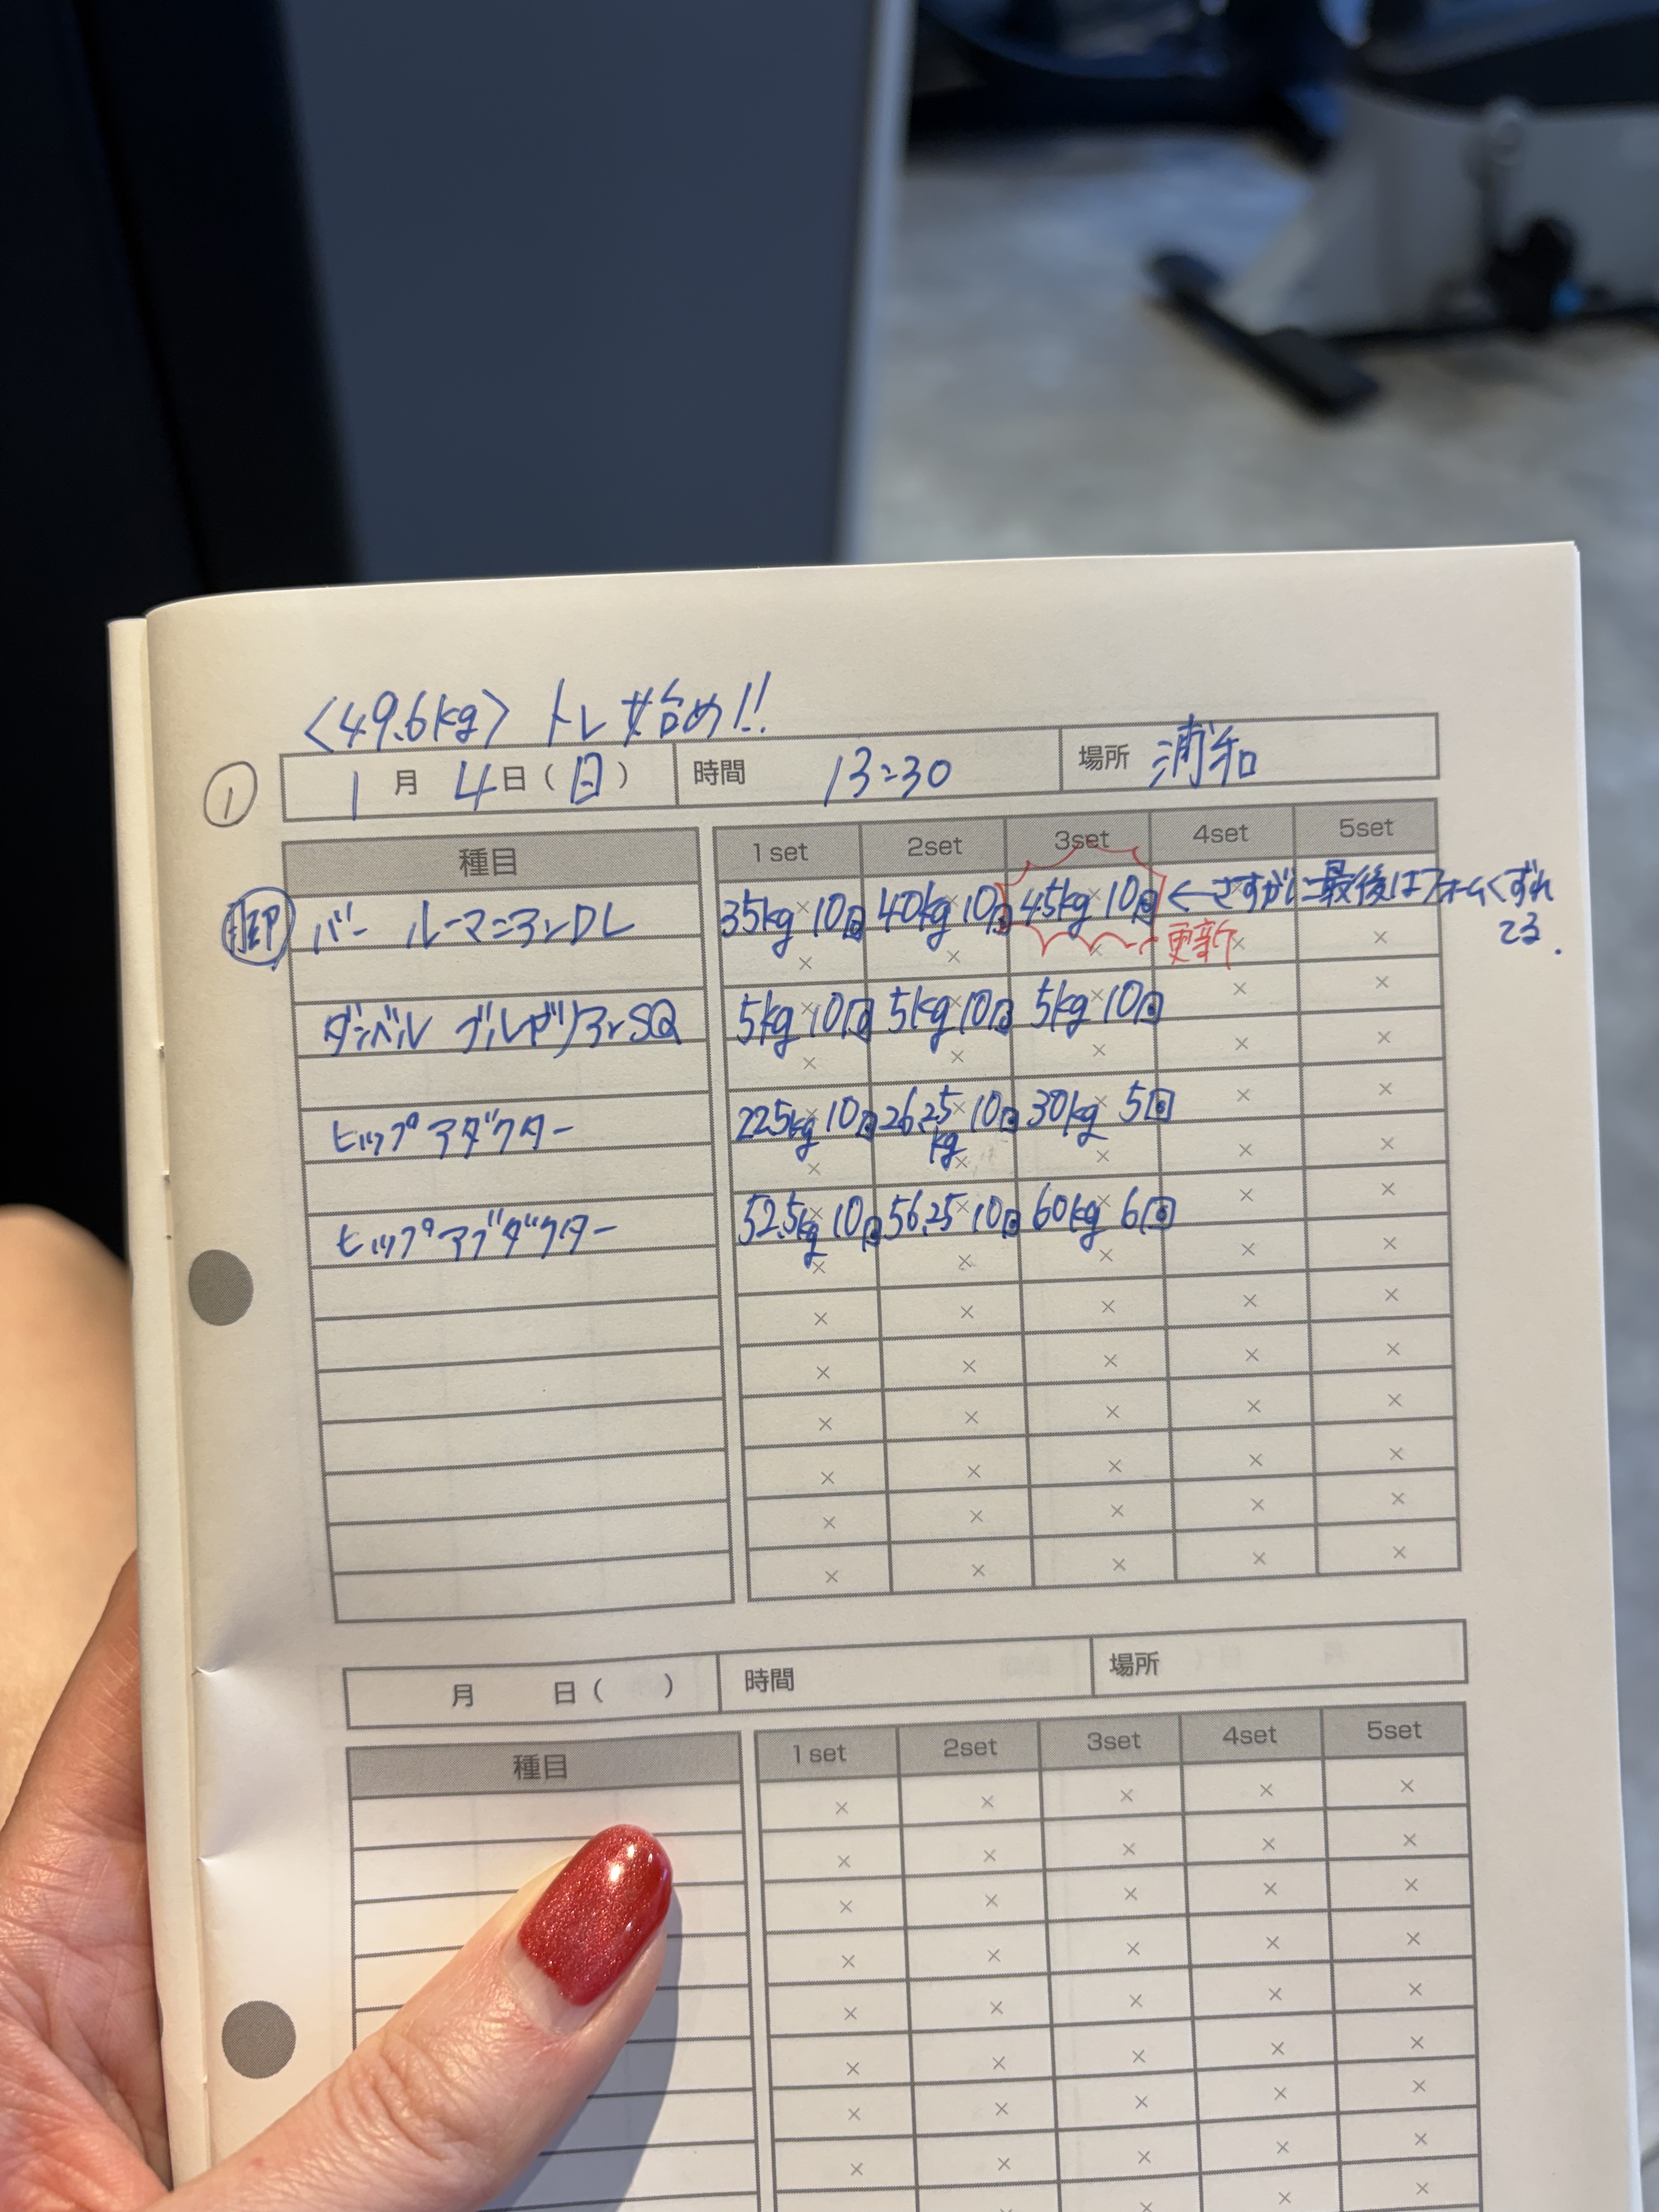 <49.6kg> トレ始め!!
① 1月 4日(日) 時間 13:30 場所 浦和
種目 1set 2set 3set 4set 5set
脚 バー ルーマニアンDL 35kg×10回 40kg×10回 45kg×10回 ←さすがに最後はフォームくずれ
更新 × × てる.
× × ×
ダンベル ブルガリアンSQ 5kg×10回 5kg×10回 5kg×10回 × ×
× × × × ×
ヒップアダクター 22.5kg×10回 26.25kg×10回 30kg×5回 × ×
× × × × ×
ヒップアブダクター 52.5kg×10回 56.25×10回 60kg×6回 × ×
× × × × ×
× × × × ×
× × × × ×
× × × × ×
× × × × ×
× × × × ×
× × × × ×
月 日( ) 時間 場所
種目 1set 2set 3set 4set 5set
× × × × ×
× × × × ×
× × × × ×
× × × × ×
× × × × ×
× × × × ×
× × × × ×
× × × × ×
× ×